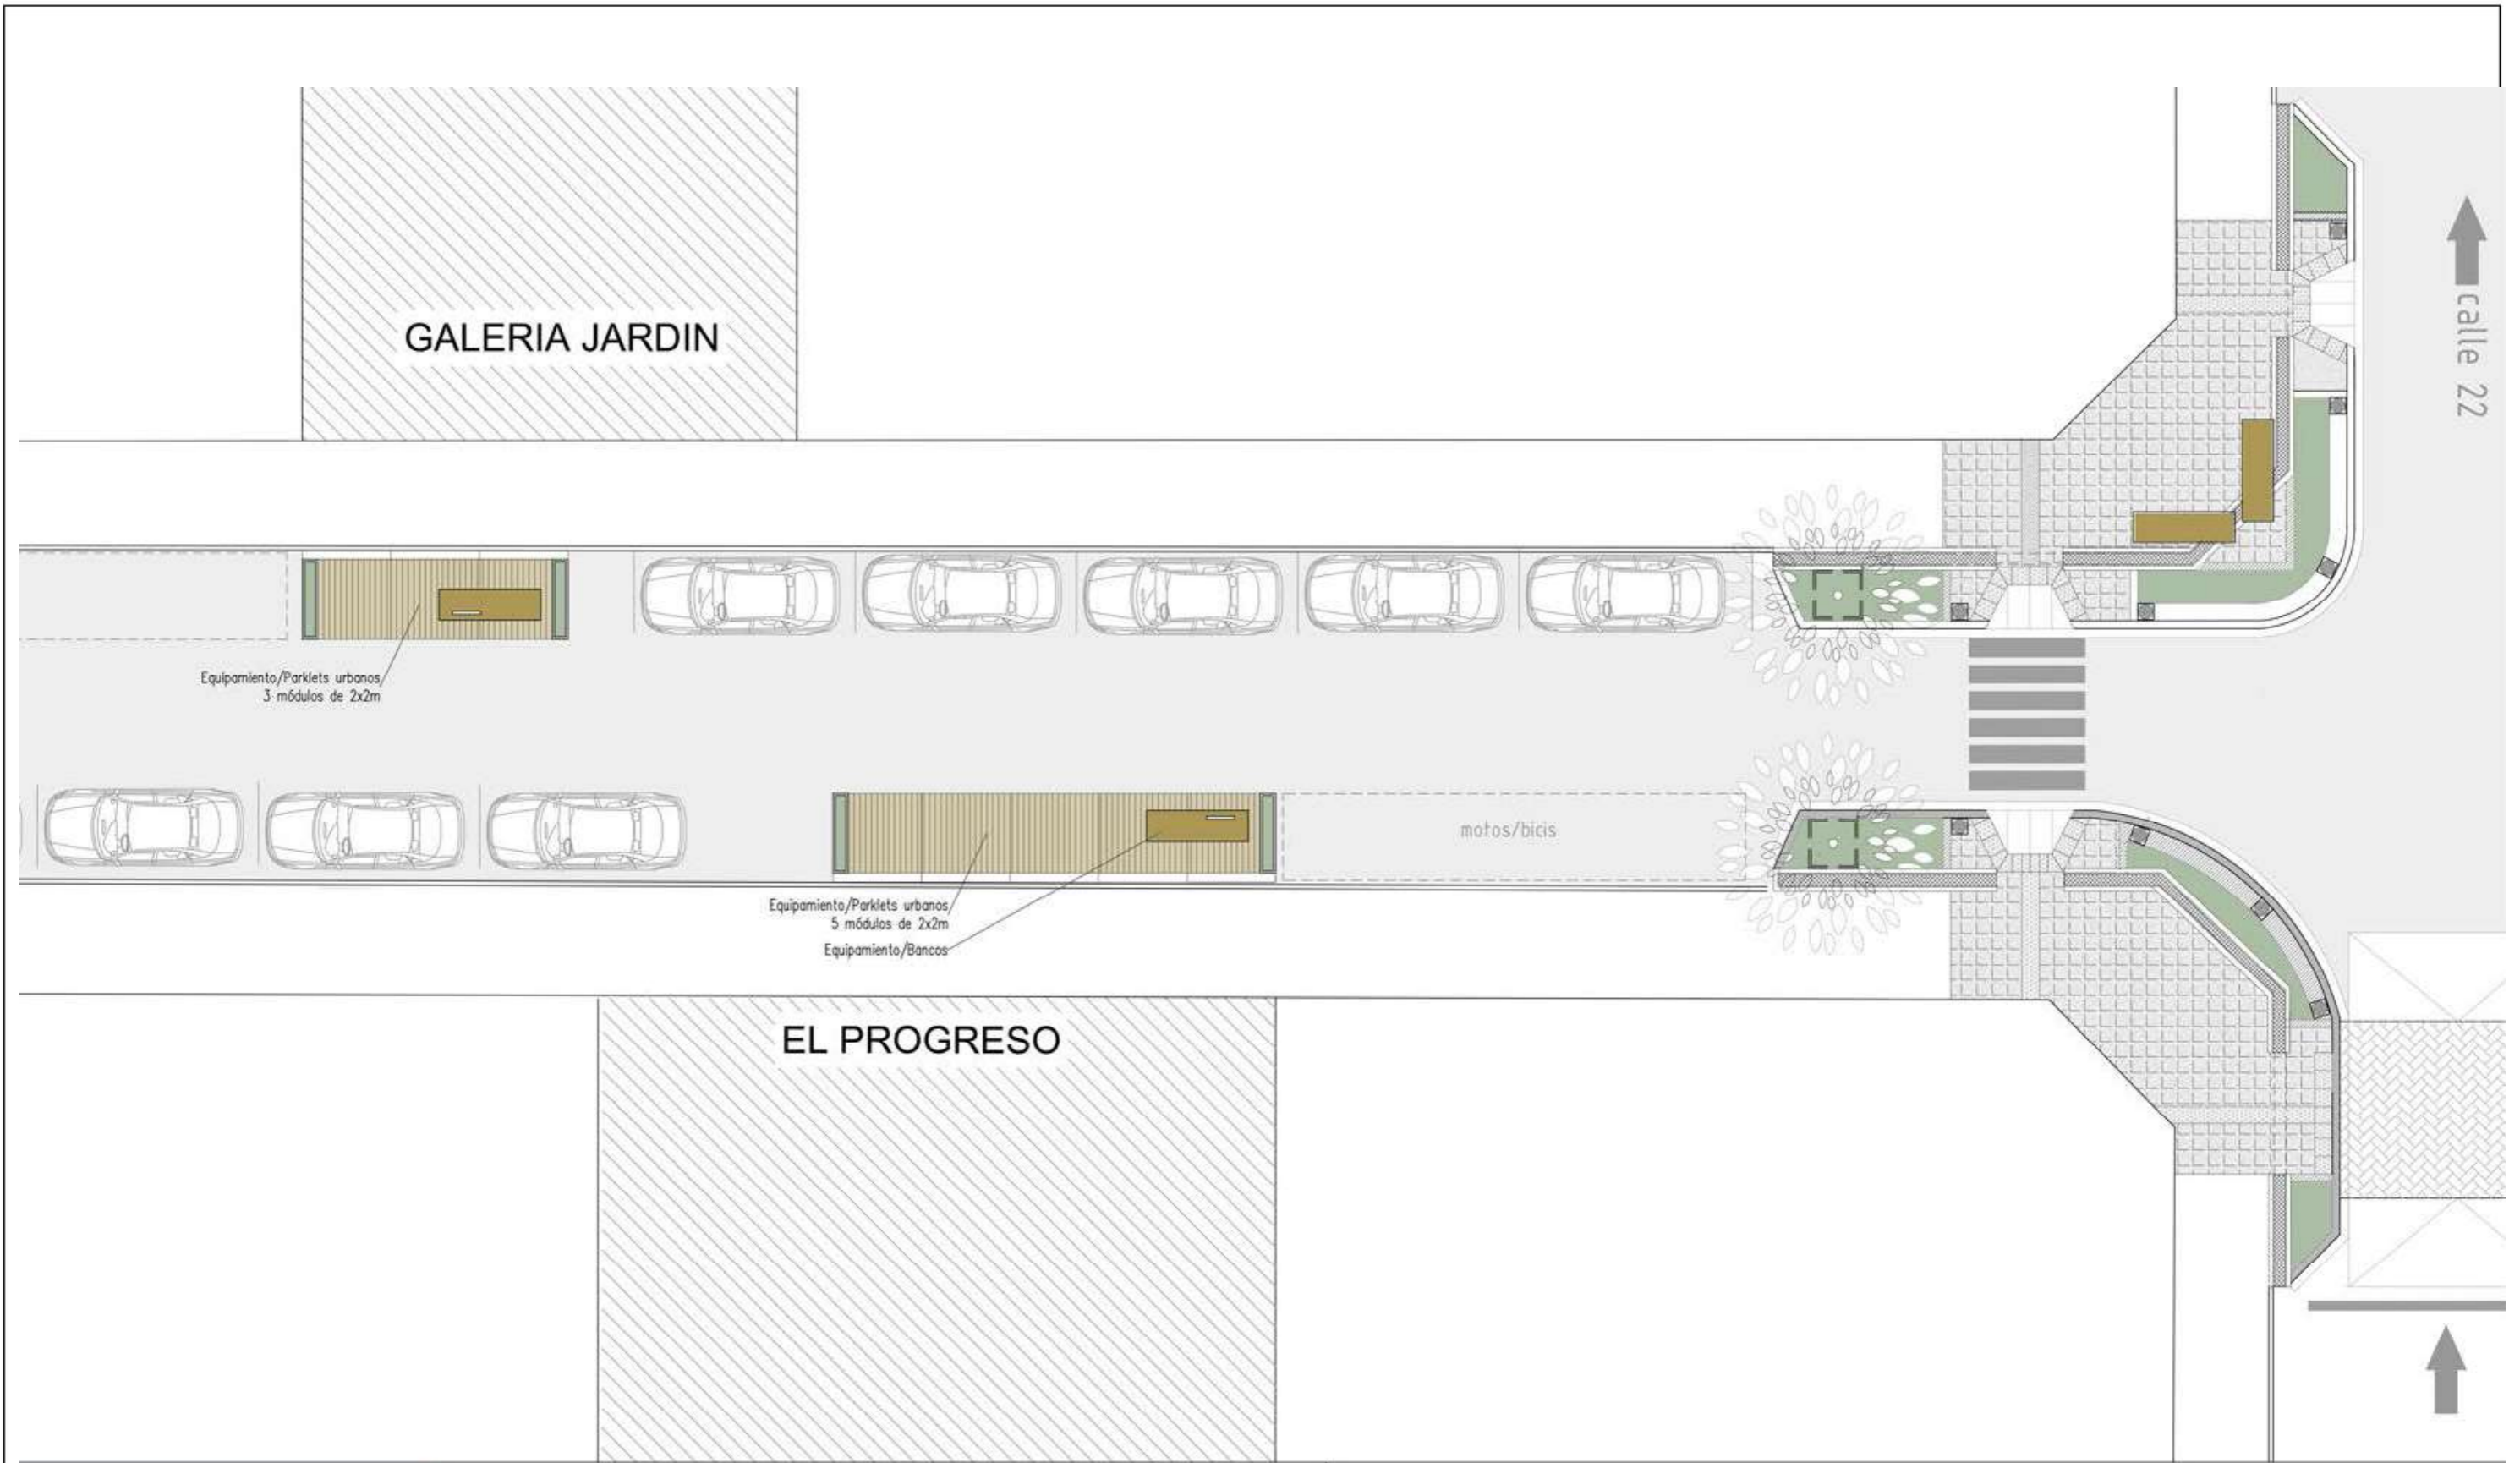 GALERIA JARDIN
calle 22
Equipamiento/Parklets urbanos
3 módulos de 2x2m
motos/bicis
Equipamiento/Parklets urbanos
5 módulos de 2x2m
Equipamiento/Bancos
EL PROGRESO